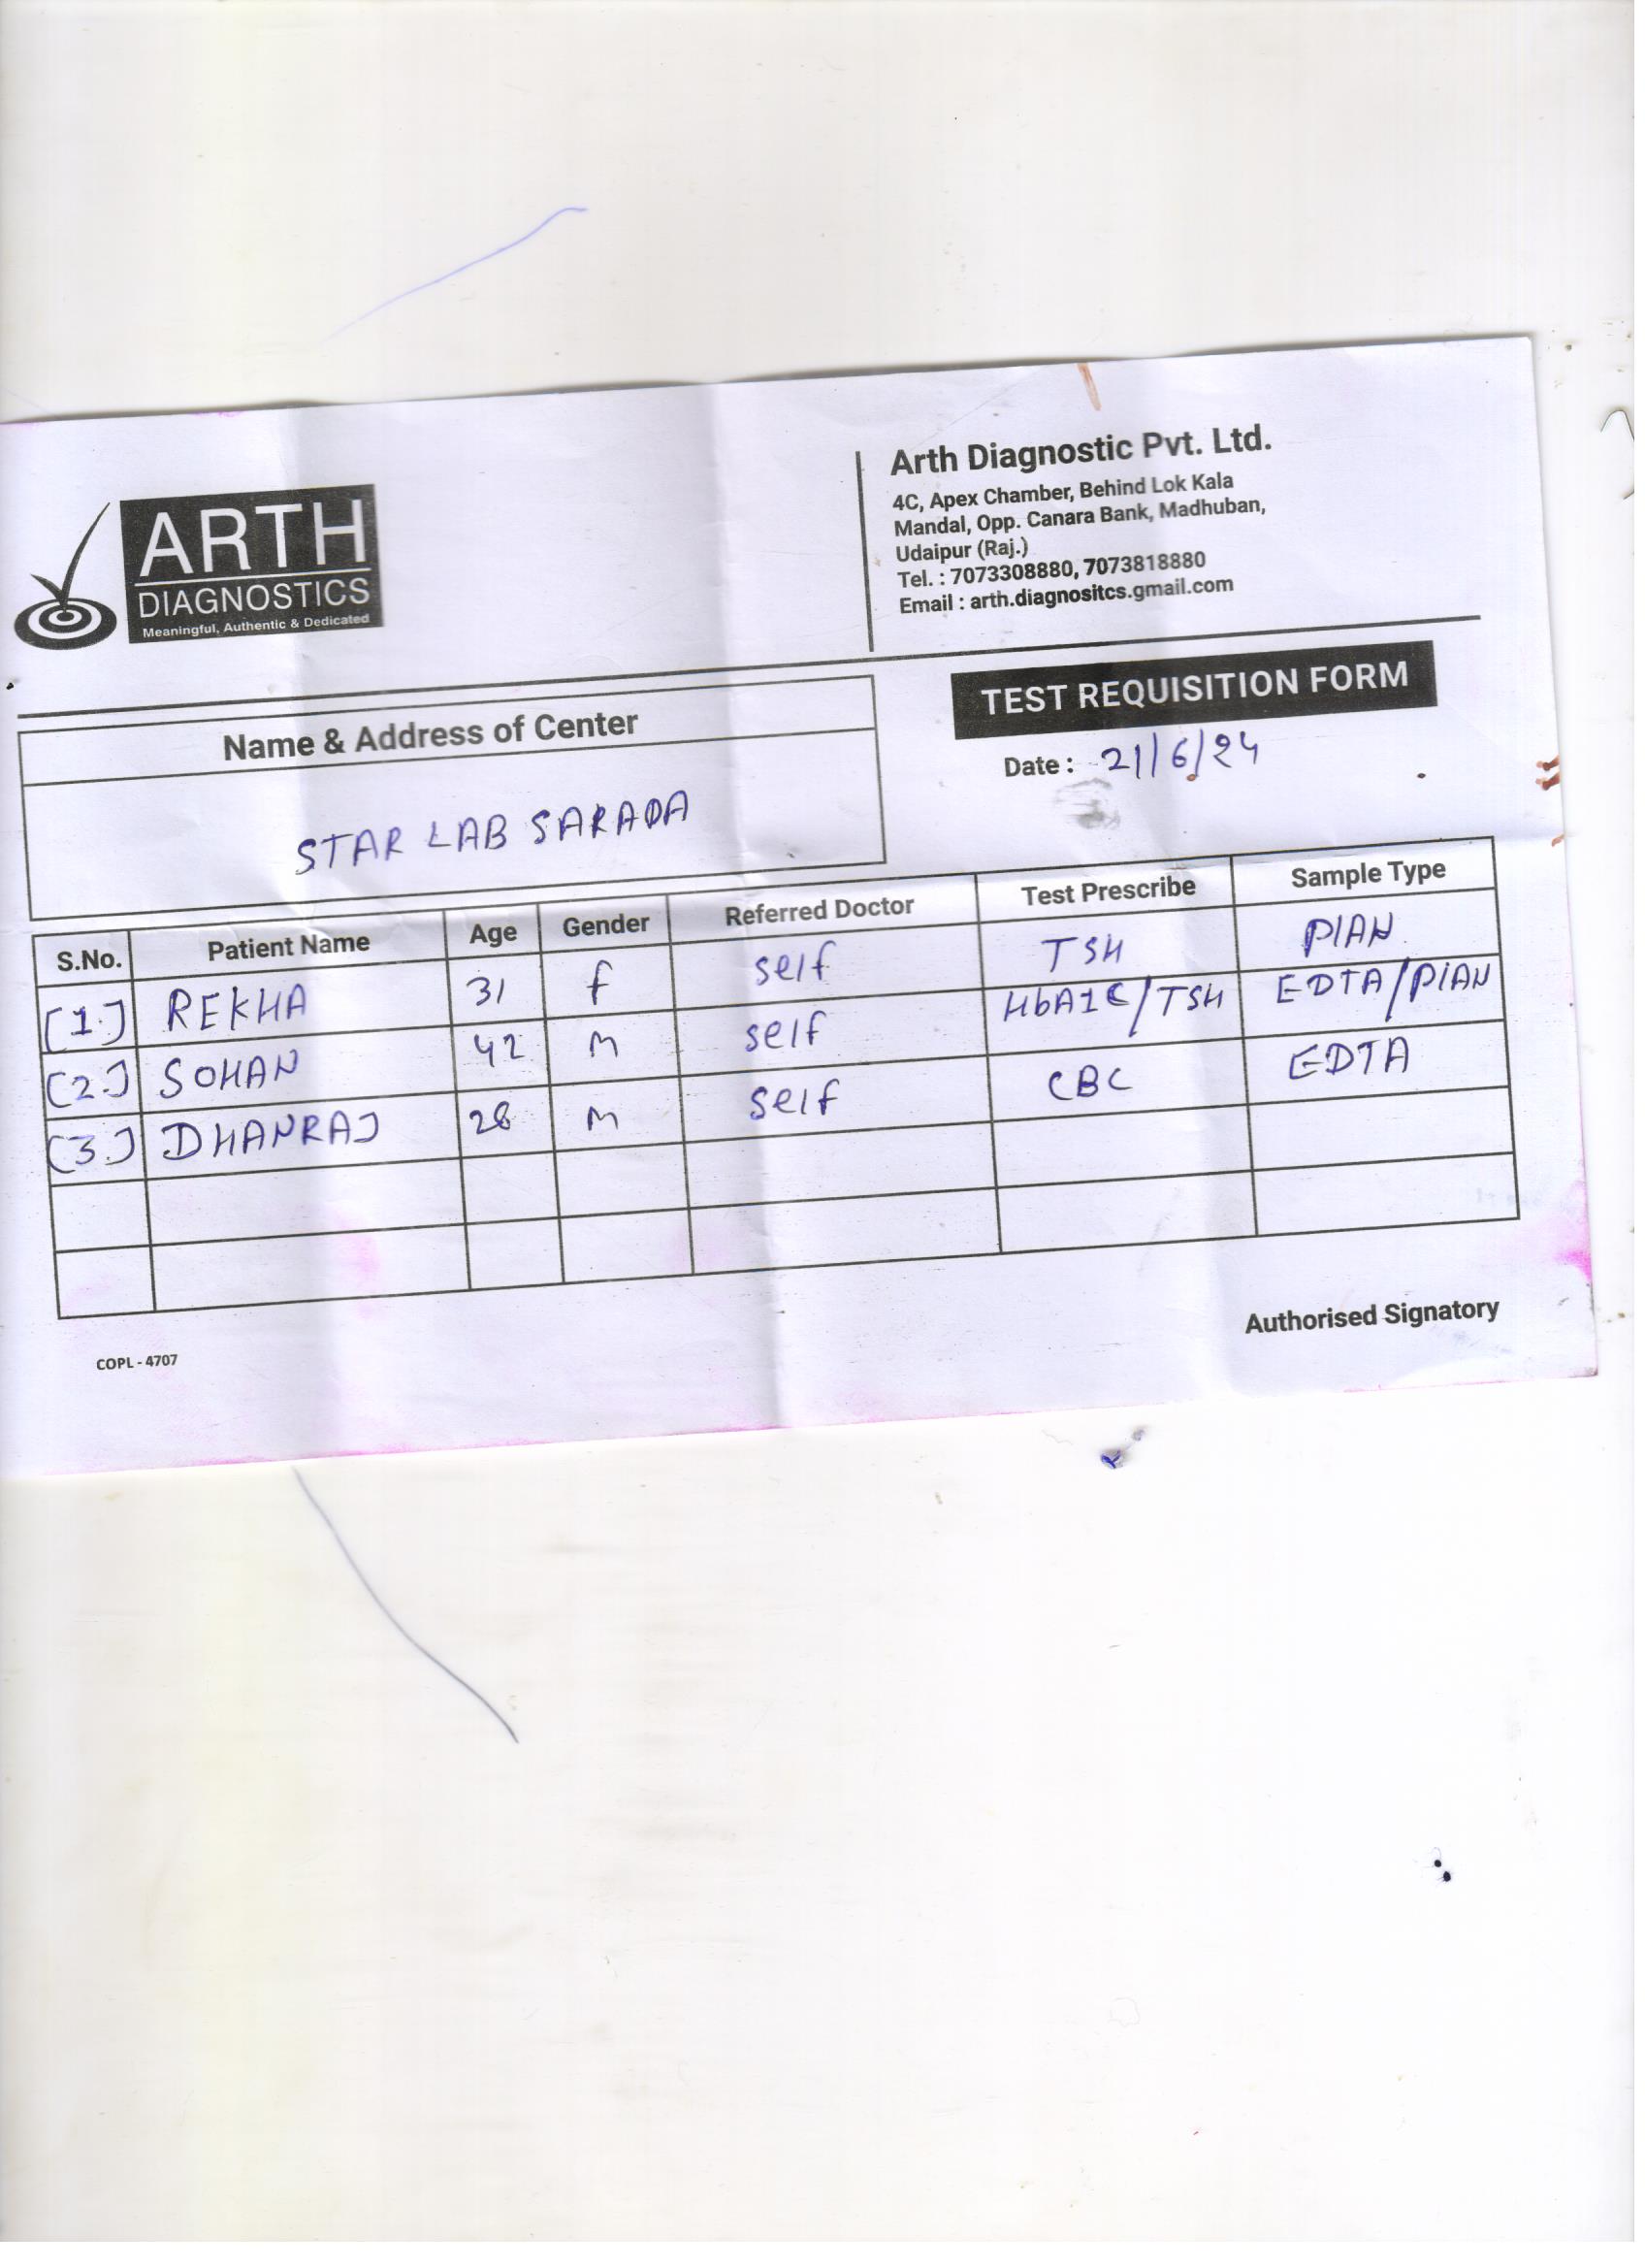 ARTH
DIAGNOSTICS
Meaningful, Authentic & Dedicated
Arth Diagnostic Pvt. Ltd.
4C, Apex Chamber, Behind Lok Kala
Mandal, Opp. Canara Bank, Madhuban,
Udaipur (Raj.)
Tel. : 7073308880, 7073818880
Email : arth.diagnositcs.gmail.com
Name & Address of Center
STAR LAB SARADA
TEST REQUISITION FORM
Date : 21/6/24
S.No. Patient Name Age Gender Referred Doctor Test Prescribe Sample Type
[1.] REKHA 31 f self TSH PlAN
[2.] SOHAN 42 M self HbA1C/TSH EDTA/PlAN
[3.] DHANRAJ 28 M self CBC EDTA
Authorised Signatory
COPL - 4707